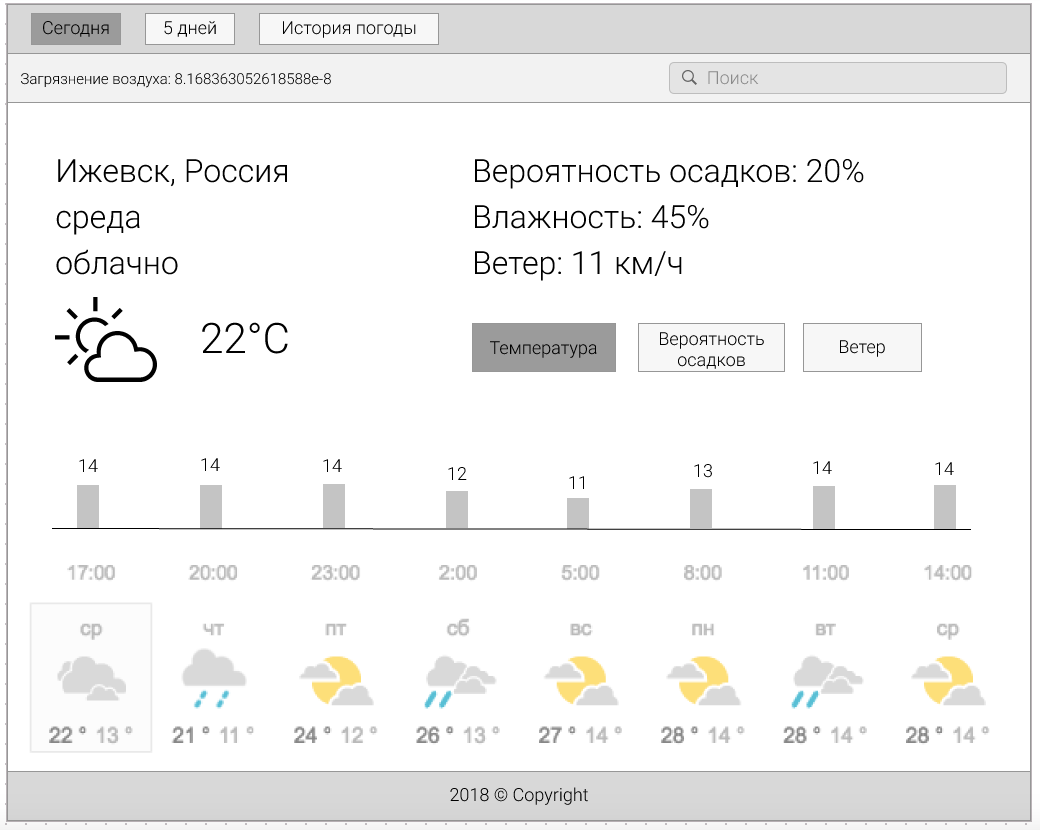 Сегодня 5 дней История погоды
Загрязнение воздуха: 8.168363052618588e-8 Поиск
Ижевск, Россия
среда
облачно
22°C
Вероятность осадков: 20%
Влажность: 45%
Ветер: 11 км/ч
Температура
Вероятность
осадков
Ветер
14 14 14 12 11 13 14 14
17:00 20:00 23:00 2:00 5:00 8:00 11:00 14:00
ср чт пт сб вс пн вт ср
22 ° 13 ° 21 ° 11 ° 24 ° 12 ° 26 ° 13 ° 27 ° 14 ° 28 ° 14 ° 28 ° 14 ° 28 ° 14 °
2018 © Copyright